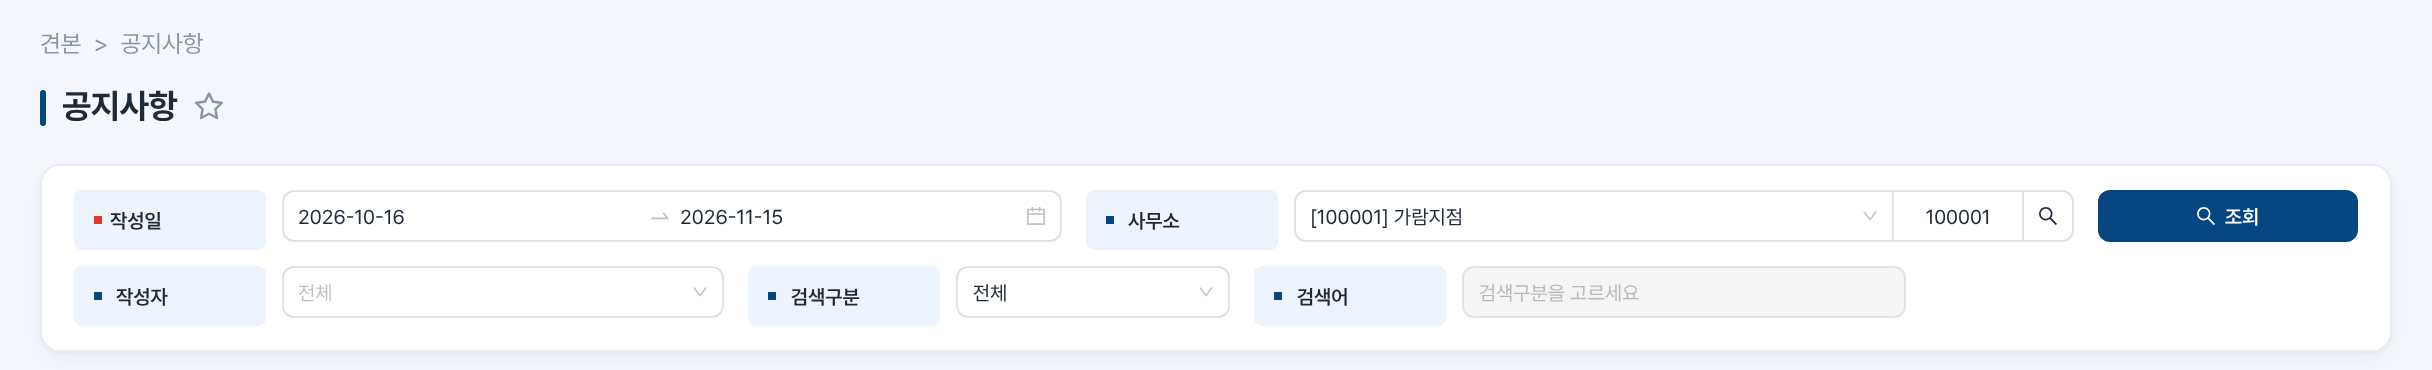 견본 > 공지사항
공지사항
작성일 2026-10-16 → 2026-11-15 사무소 [100001] 가람지점 100001 조회
작성자 전체 검색구분 전체 검색어 검색구분을 고르세요